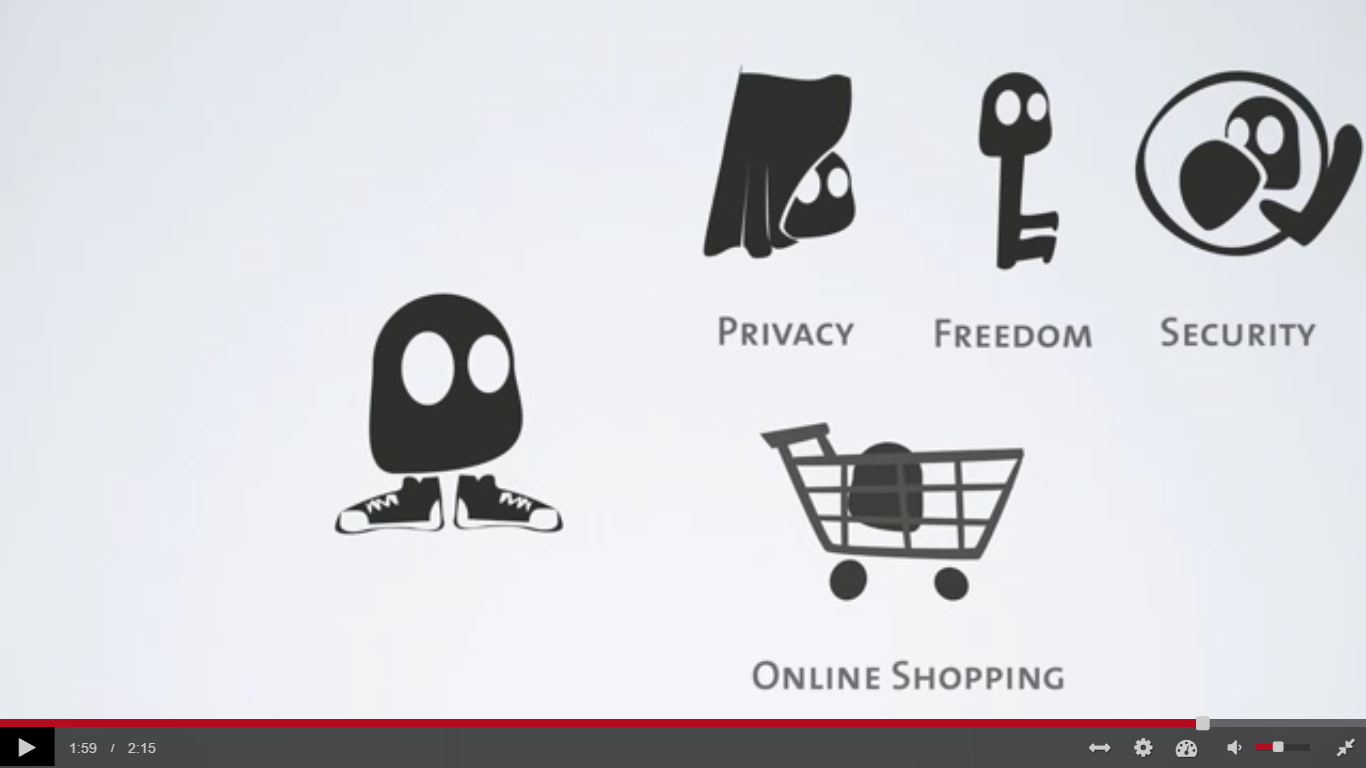 PRIVACY FREEDOM SECURITY
ONLINE SHOPPING
1:59 / 2:15